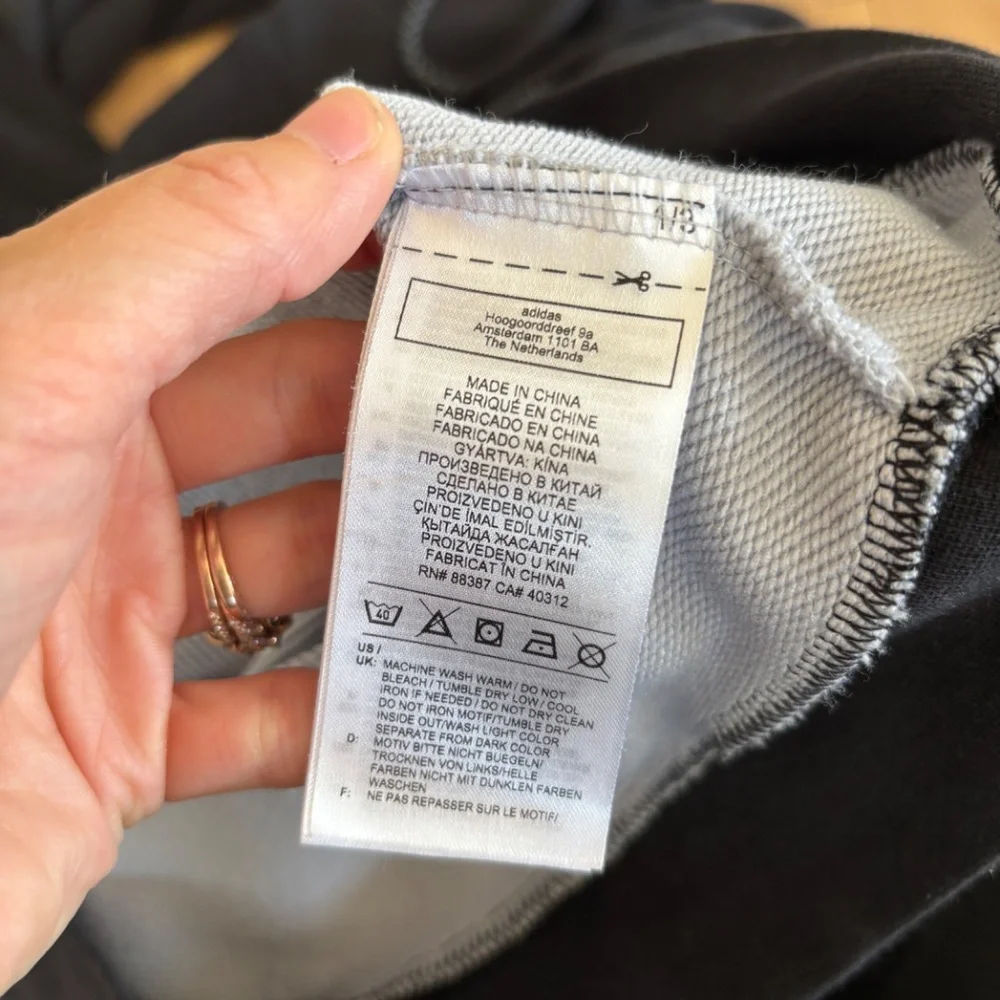 1/3
adidas
Hoogoorddreef 9a
Amsterdam 1101 BA
The Netherlands
MADE IN CHINA
FABRIQUÉ EN CHINE
FABRICADO EN CHINA
FABRICADO NA CHINA
GYÁRTVA: KÍNA
ПРОИЗВЕДЕНО В КИТАЙ
СДЕЛАНО В КИТАЕ
PROIZVEDENO U KINI
ÇIN'DE İMAL EDİLMİŞTİR.
ҚЫТАЙДА ЖАСАЛҒАН
PROIZVEDENO U KINI
FABRICAT ÎN CHINA
RN# 88387 CA# 40312
40
US /
UK: MACHINE WASH WARM / DO NOT
BLEACH / TUMBLE DRY LOW / COOL
IRON IF NEEDED / DO NOT DRY CLEAN
DO NOT IRON MOTIF/TUMBLE DRY
INSIDE OUT/WASH LIGHT COLOR
SEPARATE FROM DARK COLOR
D: MOTIV BITTE NICHT BUEGELN/
TROCKNEN VON LINKS/HELLE
FARBEN NICHT MIT DUNKLEN FARBEN
WASCHEN
F: NE PAS REPASSER SUR LE MOTIF/